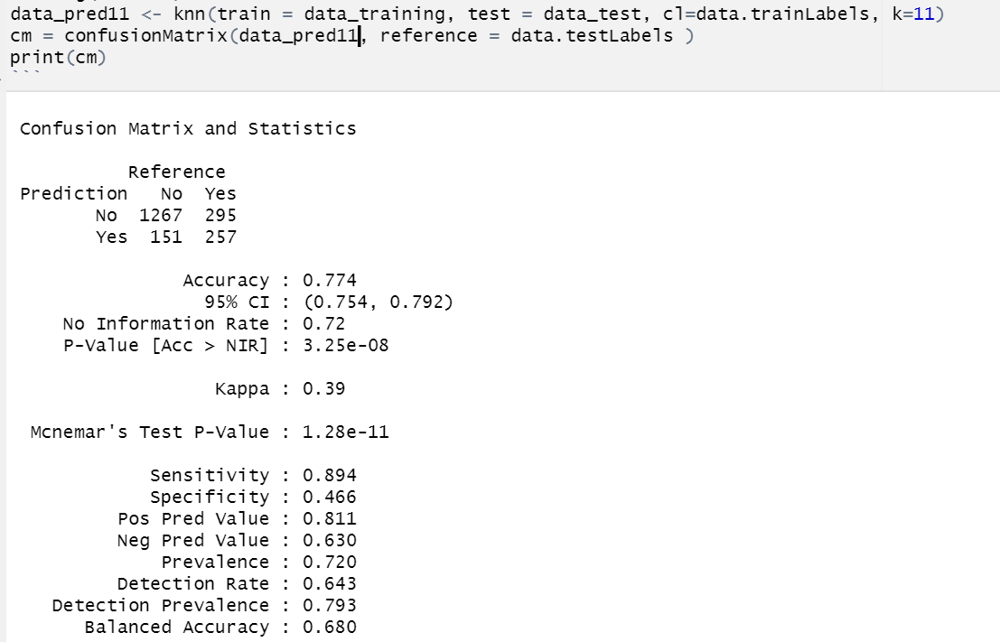 data_pred11 <- knn(train = data_training, test = data_test, cl=data.trainLabels, k=11)
cm = confusionMatrix(data_pred11, reference = data.testLabels )
print(cm)
```
Confusion Matrix and Statistics
Reference
Prediction No Yes
No 1267 295
Yes 151 257
Accuracy : 0.774
95% CI : (0.754, 0.792)
No Information Rate : 0.72
P-Value [Acc > NIR] : 3.25e-08
Kappa : 0.39
Mcnemar's Test P-Value : 1.28e-11
Sensitivity : 0.894
Specificity : 0.466
Pos Pred Value : 0.811
Neg Pred Value : 0.630
Prevalence : 0.720
Detection Rate : 0.643
Detection Prevalence : 0.793
Balanced Accuracy : 0.680